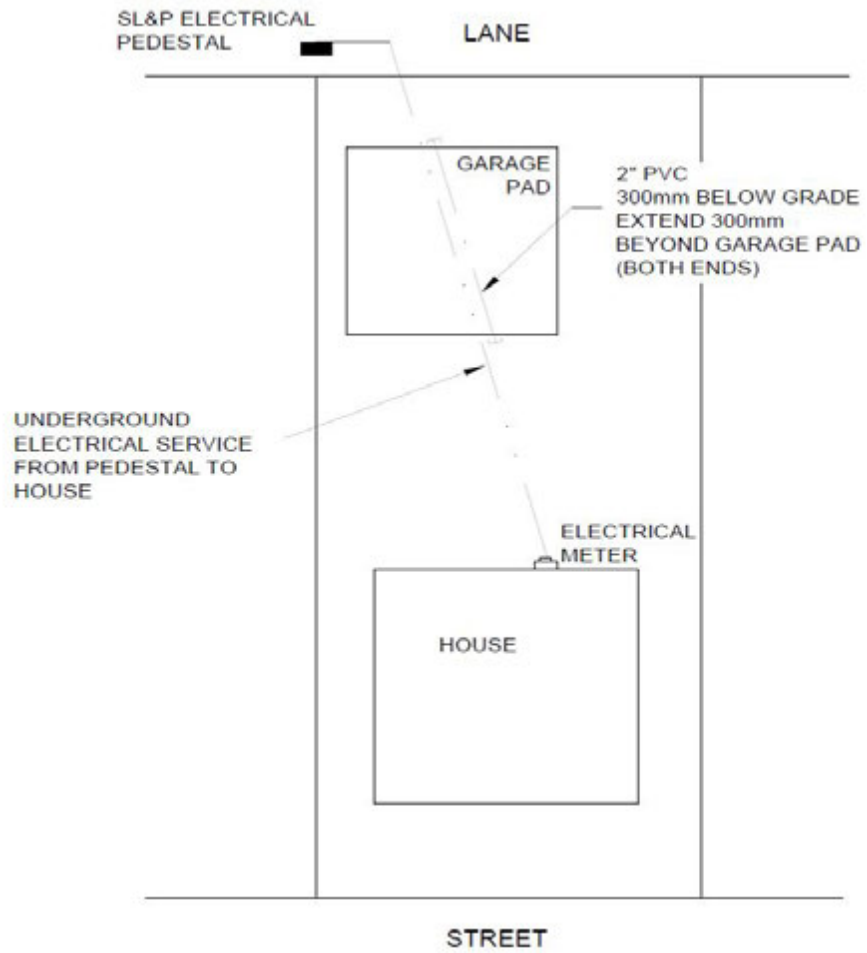 SL&P ELECTRICAL
PEDESTAL
LANE
GARAGE
PAD
2" PVC
300mm BELOW GRADE
EXTEND 300mm
BEYOND GARAGE PAD
(BOTH ENDS)
UNDERGROUND
ELECTRICAL SERVICE
FROM PEDESTAL TO
HOUSE
ELECTRICAL
METER
HOUSE
STREET